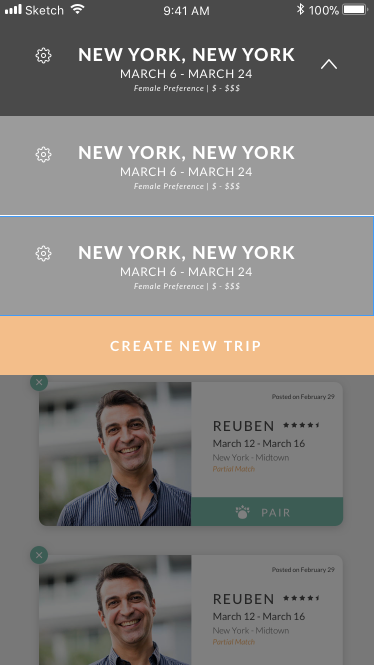 Sketch 9:41 AM 100%
NEW YORK, NEW YORK
MARCH 6 - MARCH 24
Female Preference | $ - $$$
NEW YORK, NEW YORK
MARCH 6 - MARCH 24
Female Preference | $ - $$$
NEW YORK, NEW YORK
MARCH 6 - MARCH 24
Female Preference | $ - $$$
CREATE NEW TRIP
Posted on February 29
REUBEN
March 12 - March 16
New York - Midtown
Partial Match
PAIR
Posted on February 29
REUBEN
March 12 - March 16
New York - Midtown
Partial Match